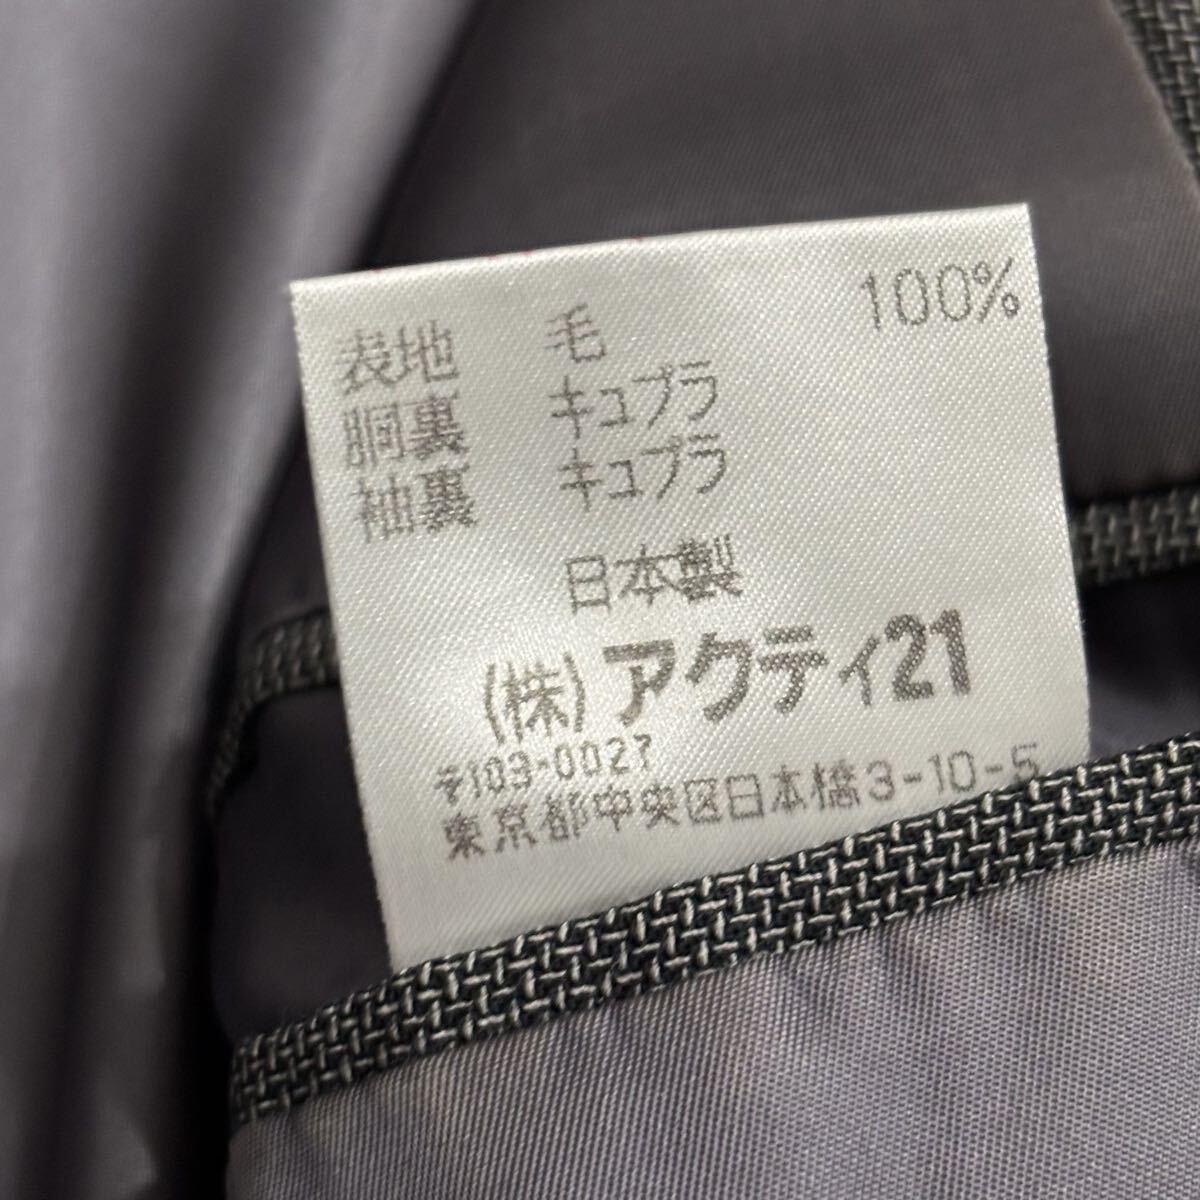 表地 毛 100%
胴裏 キュプラ
袖裏 キュプラ
日本製
(株)アクティ21
〒103-0027
東京都中央区日本橋3-10-5